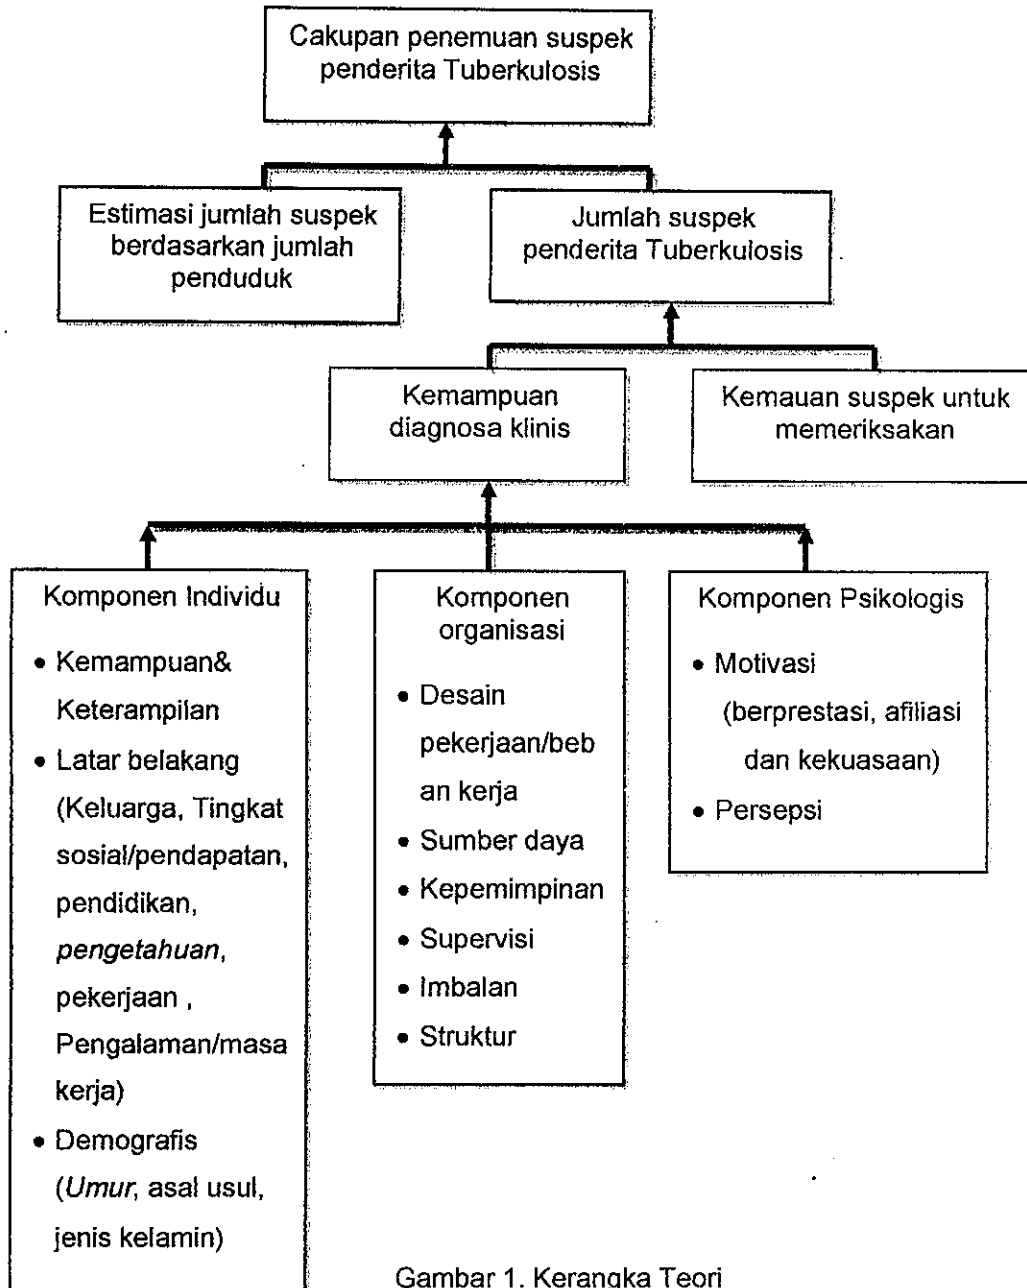 Cakupan penemuan suspek
penderita Tuberkulosis
Estimasi jumlah suspek
berdasarkan jumlah
penduduk
Jumlah suspek
penderita Tuberkulosis
Kemampuan
diagnosa klinis
Kemauan suspek untuk
memeriksakan
Komponen Individu
• Kemampuan&
Keterampilan
• Latar belakang
(Keluarga, Tingkat
sosial/pendapatan,
pendidikan,
pengetahuan,
pekerjaan ,
Pengalaman/masa
kerja)
• Demografis
(Umur, asal usul,
jenis kelamin)
Komponen
organisasi
• Desain
pekerjaan/beb
an kerja
• Sumber daya
• Kepemimpinan
• Supervisi
• Imbalan
• Struktur
Komponen Psikologis
• Motivasi
(berprestasi, afiliasi
dan kekuasaan)
• Persepsi
Gambar 1. Kerangka Teori